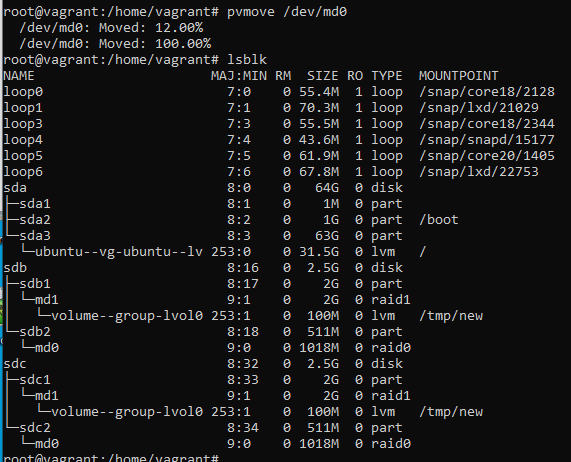 root@vagrant:/home/vagrant# pvmove /dev/md0
  /dev/md0: Moved: 12.00%
  /dev/md0: Moved: 100.00%
root@vagrant:/home/vagrant# lsblk
NAME                      MAJ:MIN RM  SIZE RO TYPE  MOUNTPOINT
loop0                       7:0    0 55.4M  1 loop  /snap/core18/2128
loop1                       7:1    0 70.3M  1 loop  /snap/lxd/21029
loop3                       7:3    0 55.5M  1 loop  /snap/core18/2344
loop4                       7:4    0 43.6M  1 loop  /snap/snapd/15177
loop5                       7:5    0 61.9M  1 loop  /snap/core20/1405
loop6                       7:6    0 67.8M  1 loop  /snap/lxd/22753
sda                         8:0    0   64G  0 disk
├─sda1                      8:1    0    1M  0 part
├─sda2                      8:2    0    1G  0 part  /boot
└─sda3                      8:3    0   63G  0 part
  └─ubuntu--vg-ubuntu--lv 253:0    0 31.5G  0 lvm   /
sdb                         8:16   0  2.5G  0 disk
├─sdb1                      8:17   0    2G  0 part
│ └─md1                     9:1    0    2G  0 raid1
│   └─volume--group-lvol0 253:1    0  100M  0 lvm   /tmp/new
└─sdb2                      8:18   0  511M  0 part
  └─md0                     9:0    0 1018M  0 raid0
sdc                         8:32   0  2.5G  0 disk
├─sdc1                      8:33   0    2G  0 part
│ └─md1                     9:1    0    2G  0 raid1
│   └─volume--group-lvol0 253:1    0  100M  0 lvm   /tmp/new
└─sdc2                      8:34   0  511M  0 part
  └─md0                     9:0    0 1018M  0 raid0
root@vagrant:/home/vagrant#